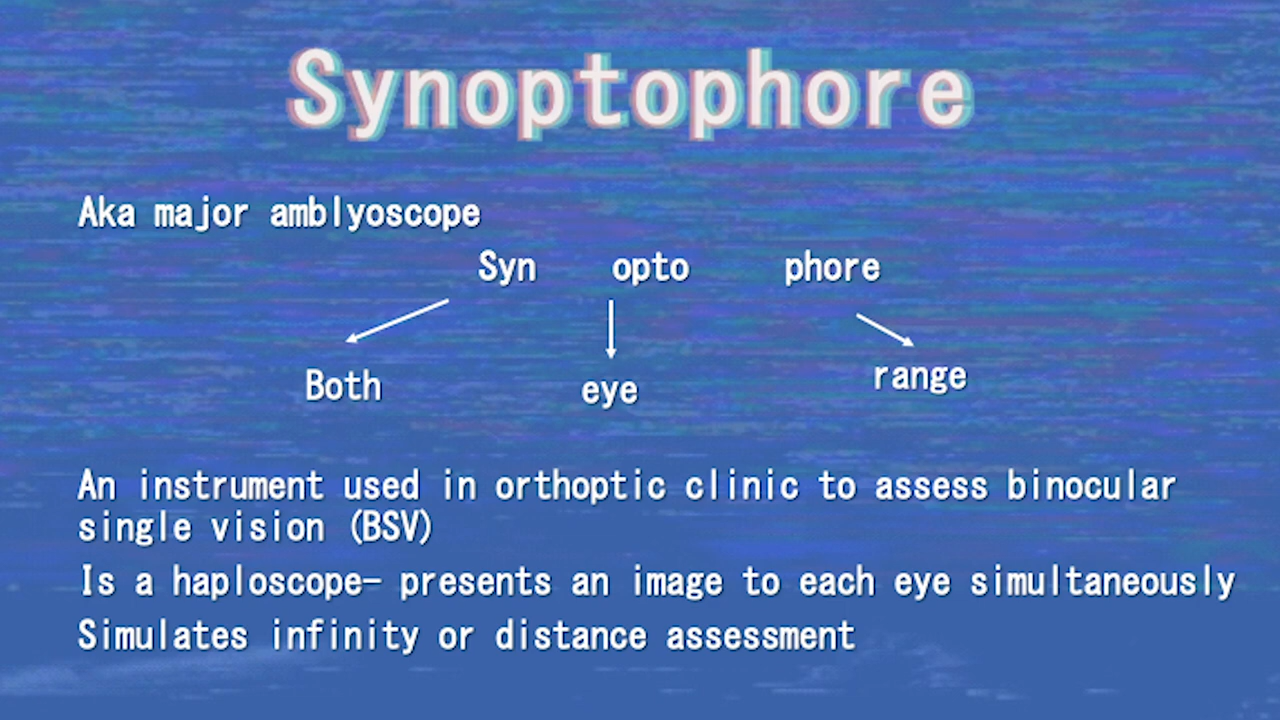 Synoptophore
Aka major amblyoscope
Syn opto phore
Both eye range
An instrument used in orthoptic clinic to assess binocular
single vision (BSV)
Is a haploscope– presents an image to each eye simultaneously
Simulates infinity or distance assessment